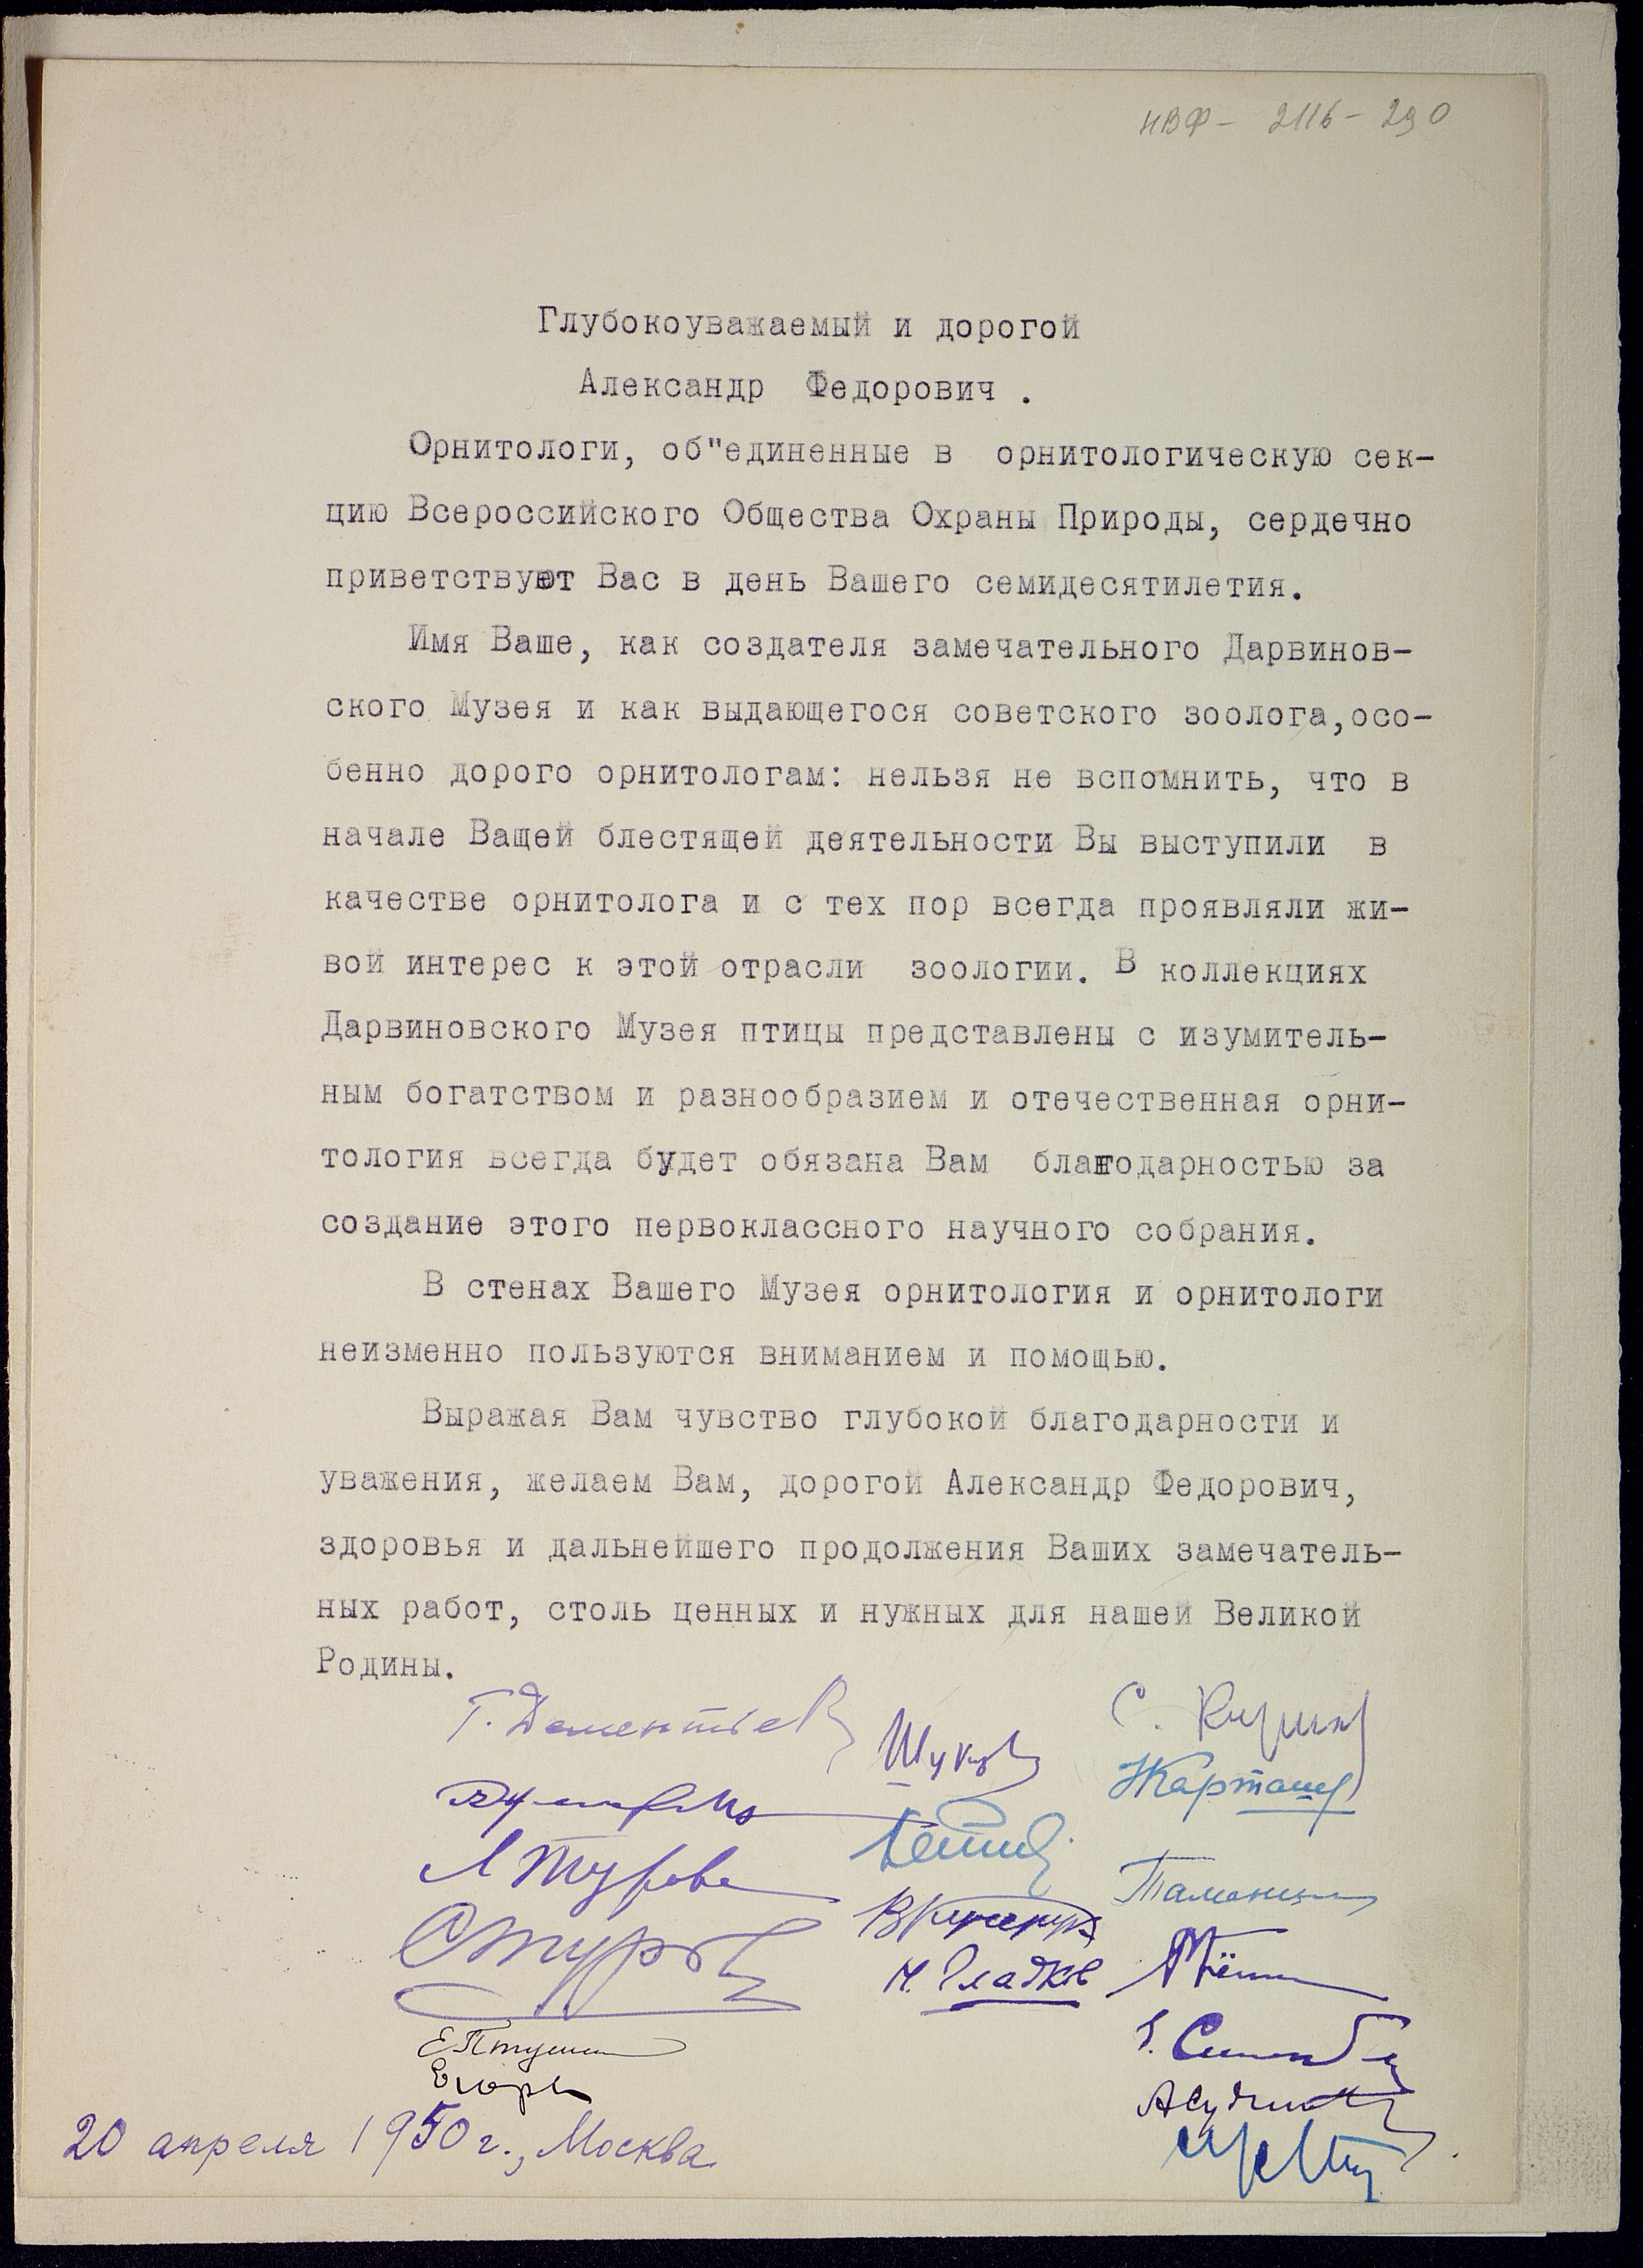 НВФ - 2116 - 290
Глубокоуважаемый и дорогой
Александр Федорович .
Орнитологи, об"единенные в орнитологическую сек-
цию Всероссийского Общества Охраны Природы, сердечно
приветствуют Вас в день Вашего семидесятилетия.
Имя Ваше, как создателя замечательного Дарвинов-
ского Музея и как выдающегося советского зоолога,осо-
бенно дорого орнитологам: нельзя не вспомнить, что в
начале Ващей блестящей деятельности Вы выступили в
качестве орнитолога и с тех пор всегда проявляли жи-
вой интерес к этой отрасли зоологии. В коллекциях
Дарвиновского Музея птицы представлены с изумитель-
ным богатством и разнообразием и отечественная орни-
тология всегда будет обязана Вам благодарностью за
создание этого первоклассного научного собрания.
В стенах Вашего Музея орнитология и орнитологи
неизменно пользуются вниманием и помощью.
Выражая Вам чувство глубокой благодарности и
уважения, желаем Вам, дорогой Александр Федорович,
здоровья и дальнейшего продолжения Ваших замечатель-
ных работ, столь ценных и нужных для нашей Великой
Родины.
Г. Дементьев
Л Турова
СТуров
Н. Гладков
20 апреля 1950 г., Москва